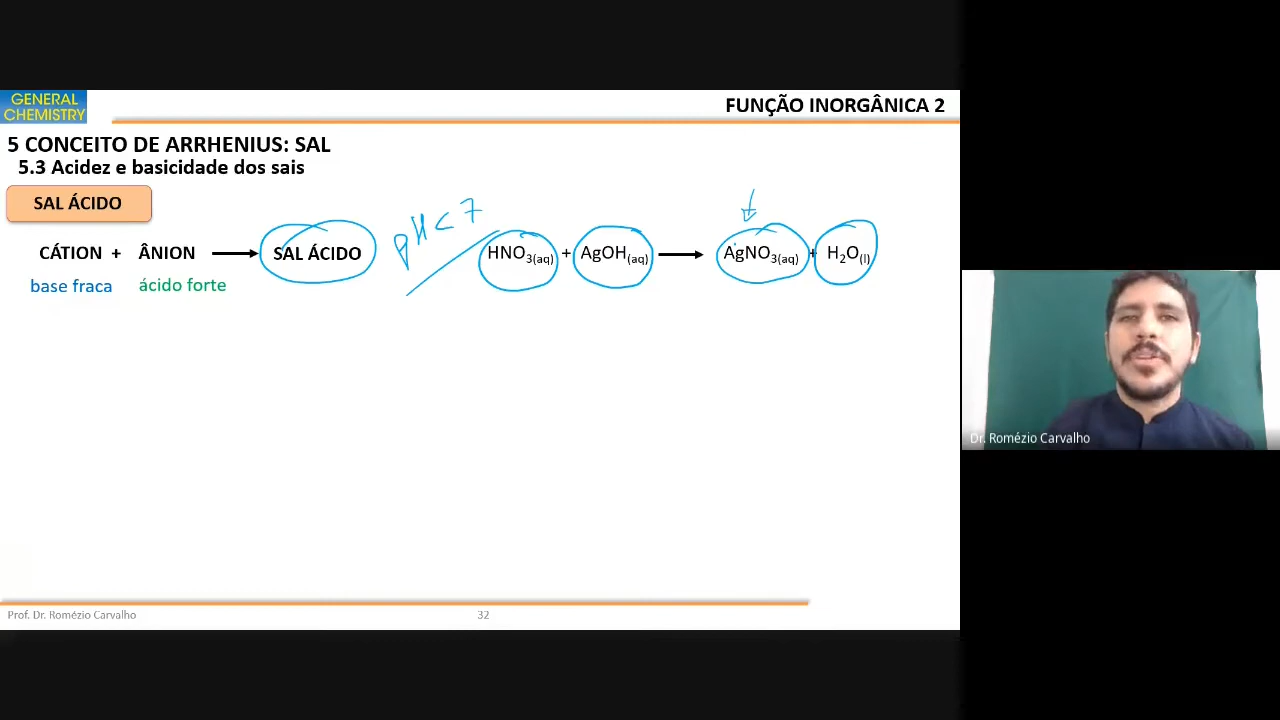 GENERAL
CHEMISTRY
FUNÇÃO INORGÂNICA 2
5 CONCEITO DE ARRHENIUS: SAL
5.3 Acidez e basicidade dos sais
SAL ÁCIDO
CÁTION + ÂNION → SAL ÁCIDO
pH < 7
HNO₃(aq) + AgOH(aq) → AgNO₃(aq) + H₂O(l)
base fraca ácido forte
Dr. Romézio Carvalho
Prof. Dr. Romézio Carvalho
32